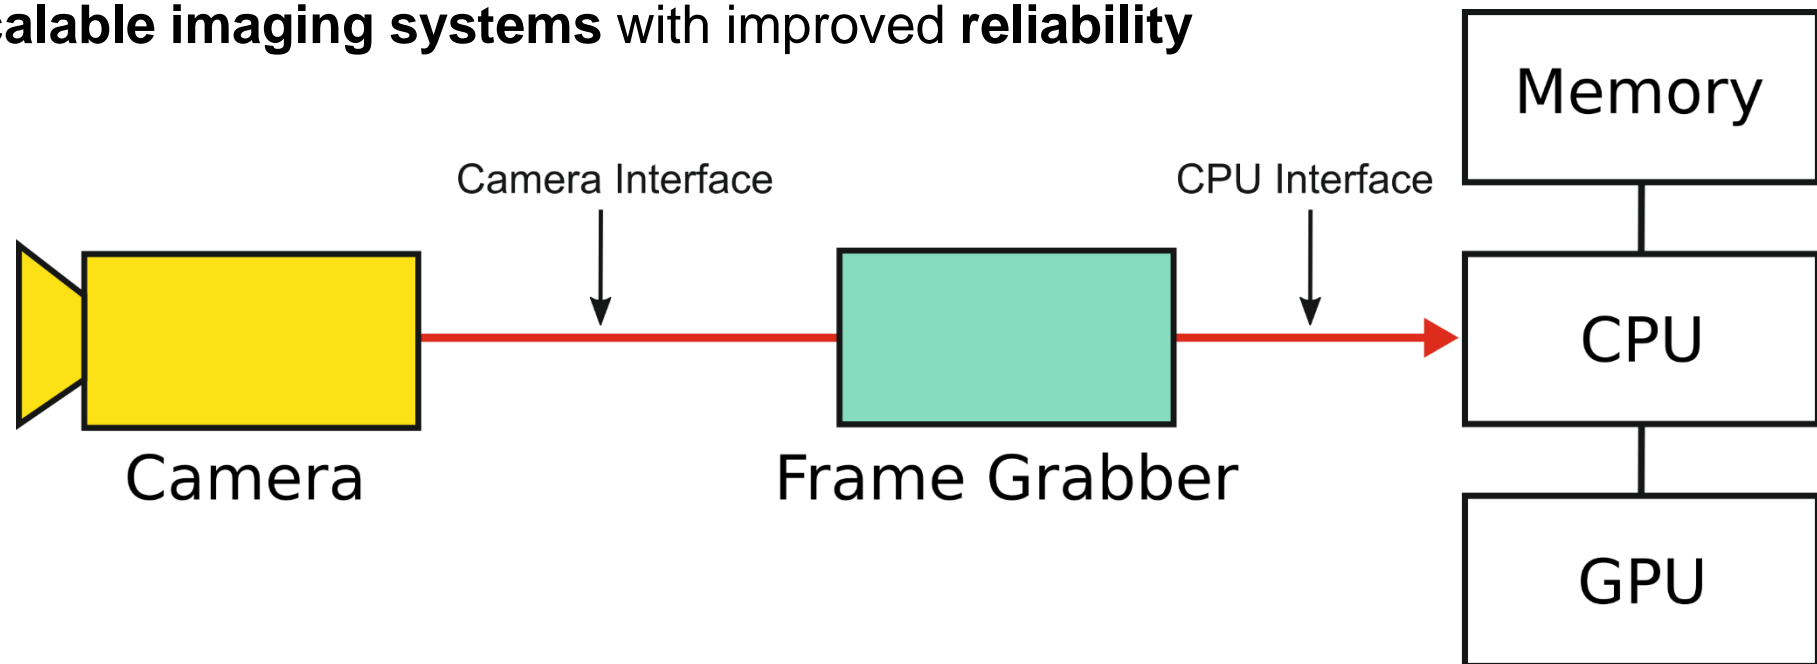 calable imaging systems with improved reliability
Memory
Camera Interface
CPU Interface
CPU
Camera
Frame Grabber
GPU